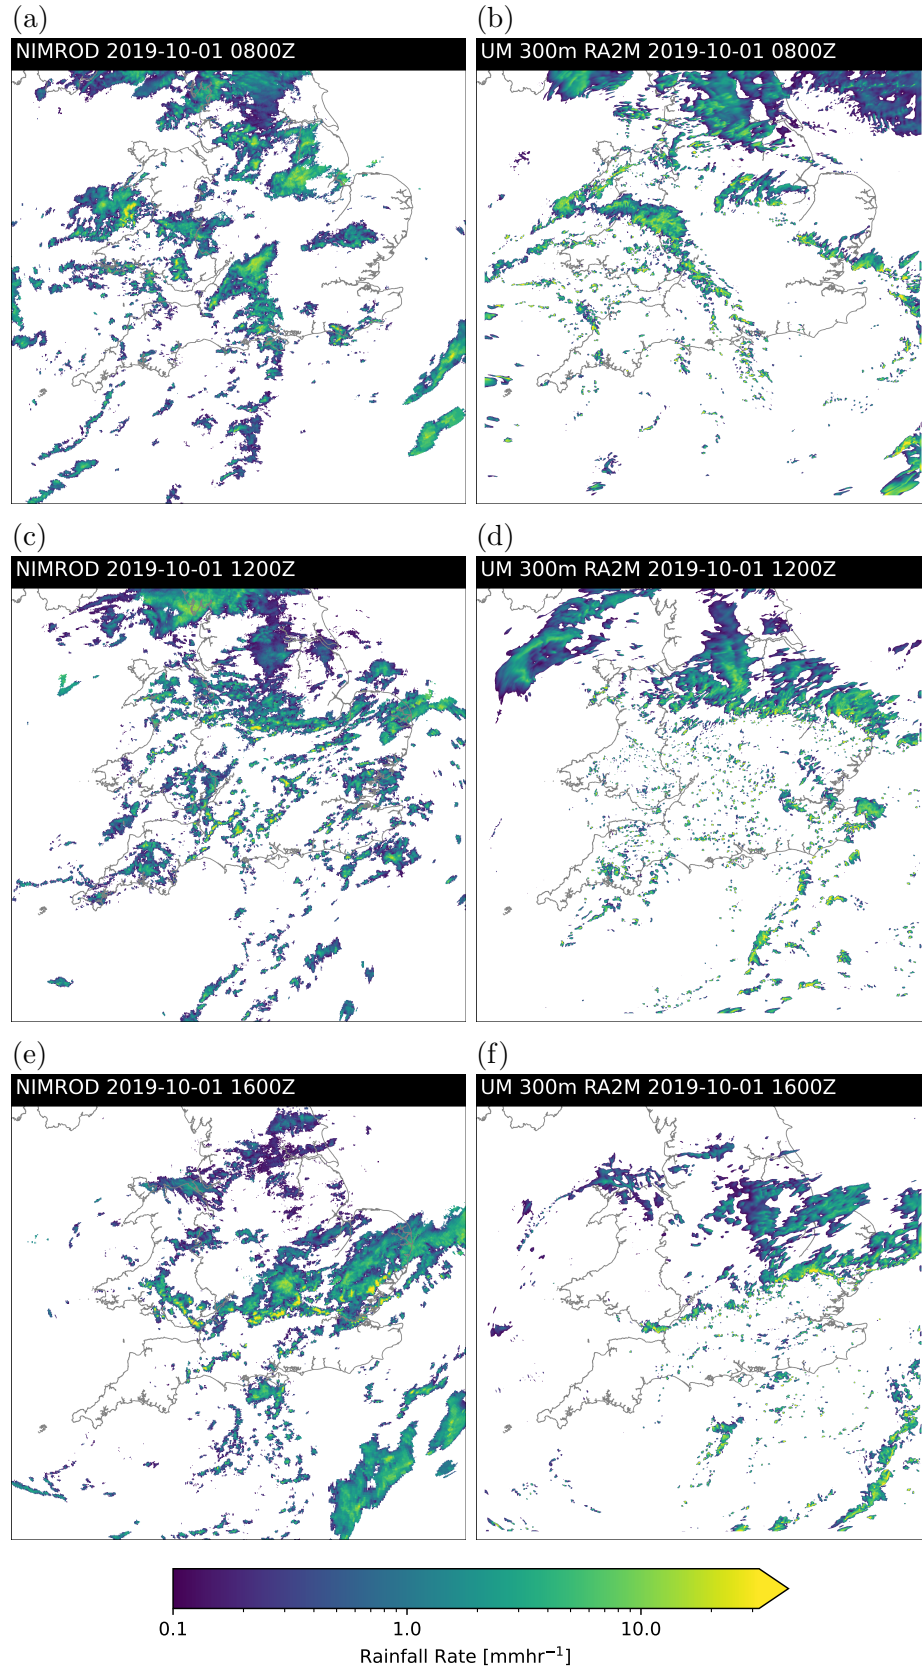 (a)
(b)
NIMROD 2019-10-01 0800Z
UM 300m RA2M 2019-10-01 0800Z
(c)
(d)
NIMROD 2019-10-01 1200Z
UM 300m RA2M 2019-10-01 1200Z
(e)
(f)
NIMROD 2019-10-01 1600Z
UM 300m RA2M 2019-10-01 1600Z
0.1
1.0
10.0
Rainfall Rate [mmhr⁻¹]